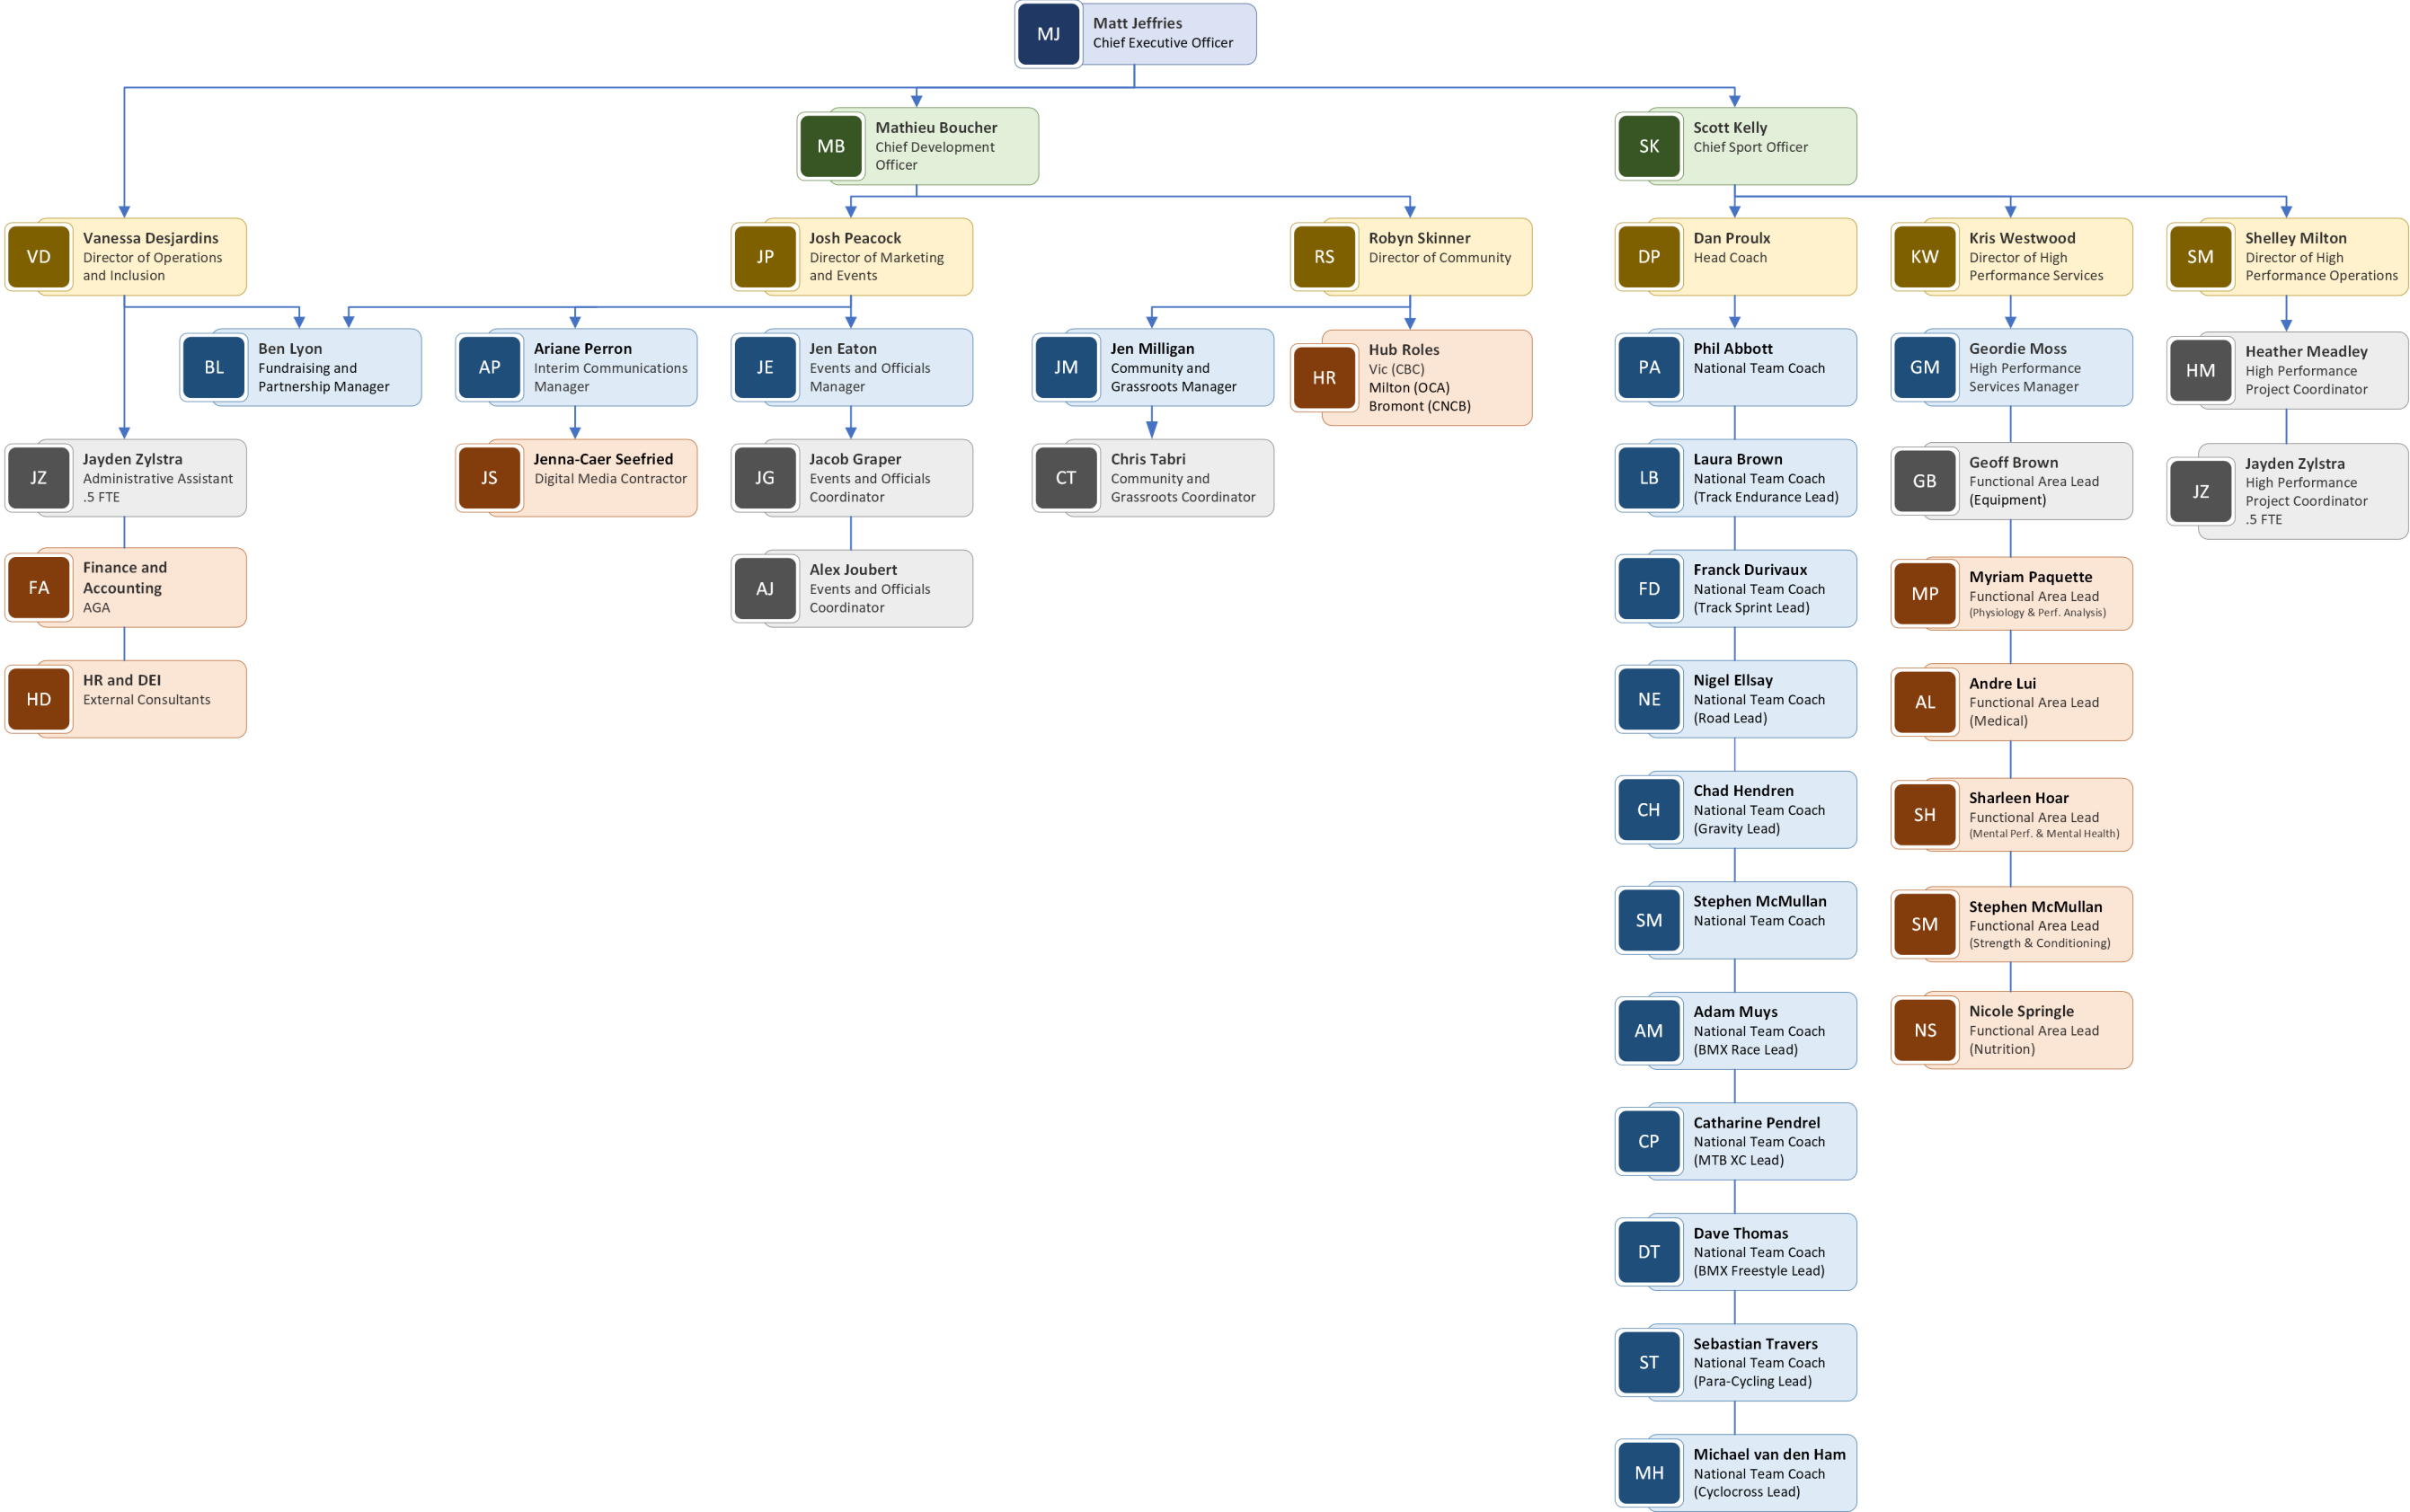 MJ
Matt Jeffries
Chief Executive Officer
MB
Mathieu Boucher
Chief Development
Officer
SK
Scott Kelly
Chief Sport Officer
VD
Vanessa Desjardins
Director of Operations
and Inclusion
JP
Josh Peacock
Director of Marketing
and Events
RS
Robyn Skinner
Director of Community
DP
Dan Proulx
Head Coach
KW
Kris Westwood
Director of High
Performance Services
SM
Shelley Milton
Director of High
Performance Operations
BL
Ben Lyon
Fundraising and
Partnership Manager
AP
Ariane Perron
Interim Communications
Manager
JE
Jen Eaton
Events and Officials
Manager
JM
Jen Milligan
Community and
Grassroots Manager
HR
Hub Roles
Vic (CBC)
Milton (OCA)
Bromont (CNCB)
PA
Phil Abbott
National Team Coach
GM
Geordie Moss
High Performance
Services Manager
HM
Heather Meadley
High Performance
Project Coordinator
JZ
Jayden Zylstra
Administrative Assistant
.5 FTE
JS
Jenna-Caer Seefried
Digital Media Contractor
JG
Jacob Graper
Events and Officials
Coordinator
CT
Chris Tabri
Community and
Grassroots Coordinator
LB
Laura Brown
National Team Coach
(Track Endurance Lead)
GB
Geoff Brown
Functional Area Lead
(Equipment)
JZ
Jayden Zylstra
High Performance
Project Coordinator
.5 FTE
FA
Finance and
Accounting
AGA
AJ
Alex Joubert
Events and Officials
Coordinator
FD
Franck Durivaux
National Team Coach
(Track Sprint Lead)
MP
Myriam Paquette
Functional Area Lead
(Physiology & Perf. Analysis)
HD
HR and DEI
External Consultants
NE
Nigel Ellsay
National Team Coach
(Road Lead)
AL
Andre Lui
Functional Area Lead
(Medical)
CH
Chad Hendren
National Team Coach
(Gravity Lead)
SH
Sharleen Hoar
Functional Area Lead
(Mental Perf. & Mental Health)
SM
Stephen McMullan
National Team Coach
SM
Stephen McMullan
Functional Area Lead
(Strength & Conditioning)
AM
Adam Muys
National Team Coach
(BMX Race Lead)
NS
Nicole Springle
Functional Area Lead
(Nutrition)
CP
Catharine Pendrel
National Team Coach
(MTB XC Lead)
DT
Dave Thomas
National Team Coach
(BMX Freestyle Lead)
ST
Sebastian Travers
National Team Coach
(Para-Cycling Lead)
MH
Michael van den Ham
National Team Coach
(Cyclocross Lead)